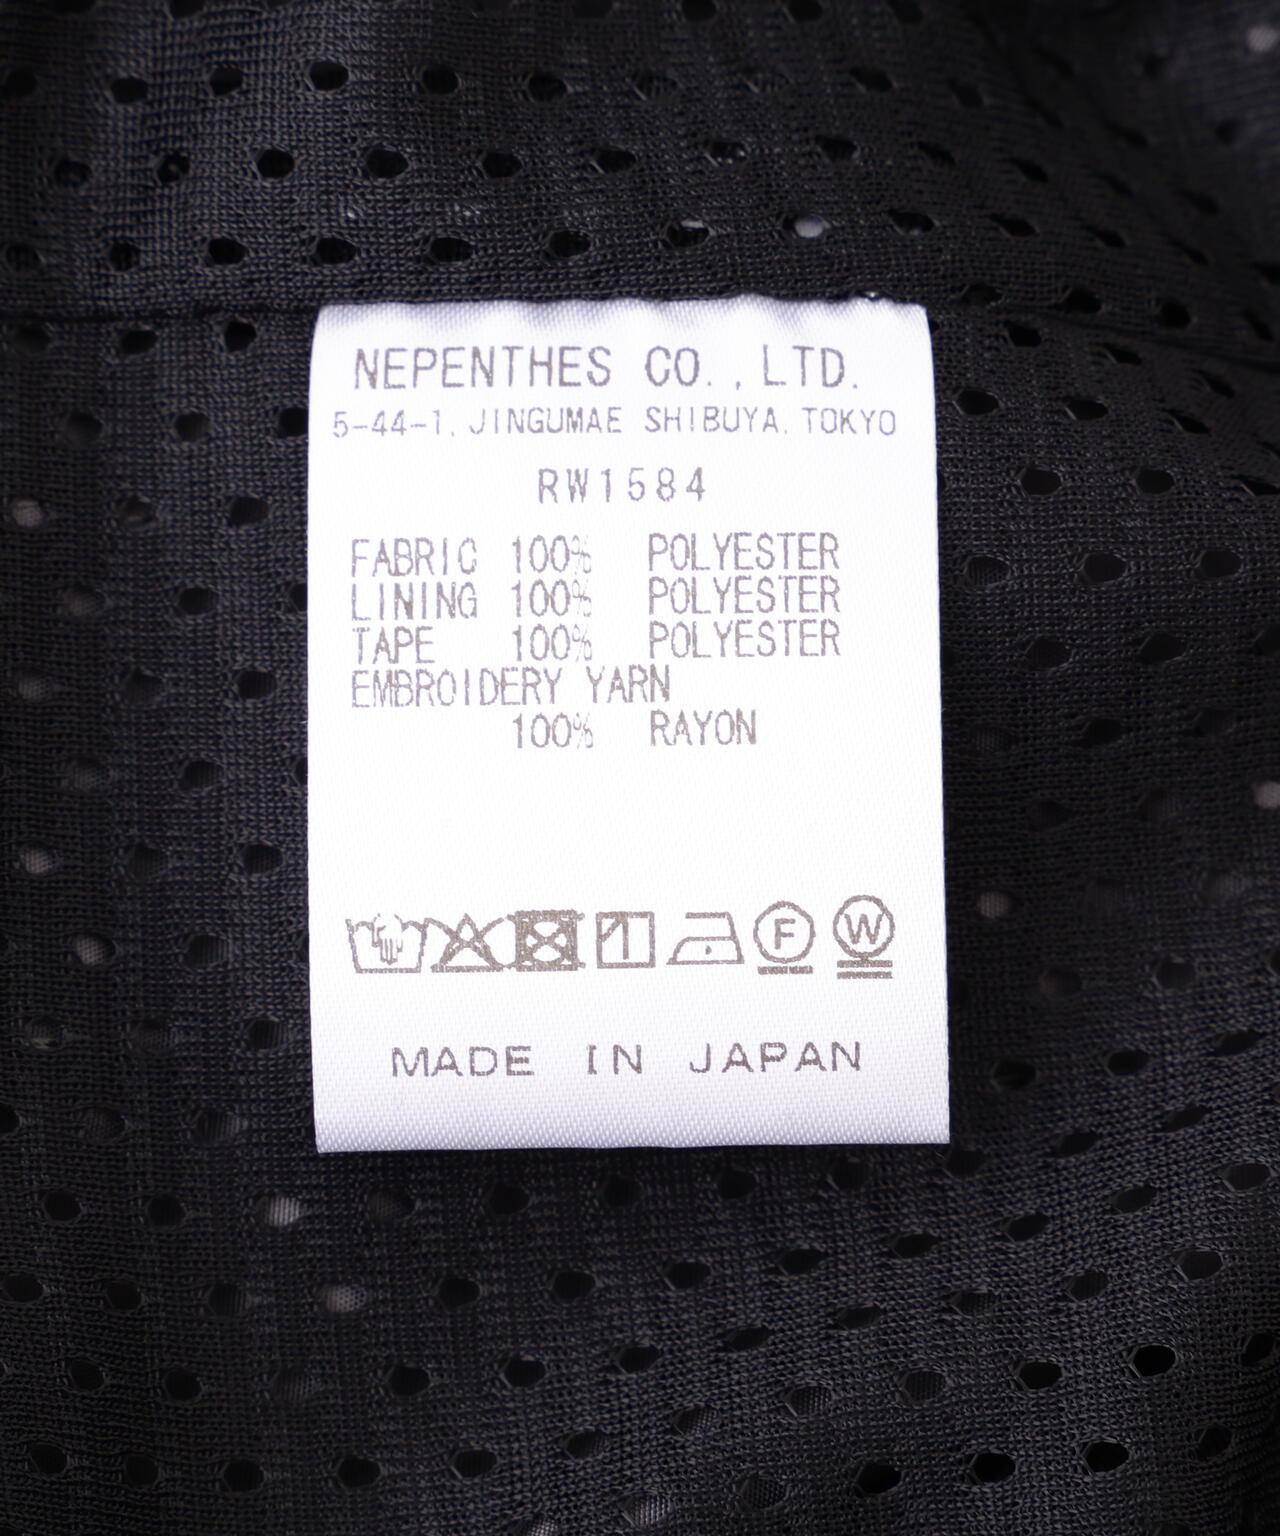 NEPENTHES CO., LTD.
5-44-1, JINGUMAE SHIBUYA, TOKYO
RW1584
FABRIC 100% POLYESTER
LINING 100% POLYESTER
TAPE 100% POLYESTER
EMBROIDERY YARN
100% RAYON
F W
MADE IN JAPAN